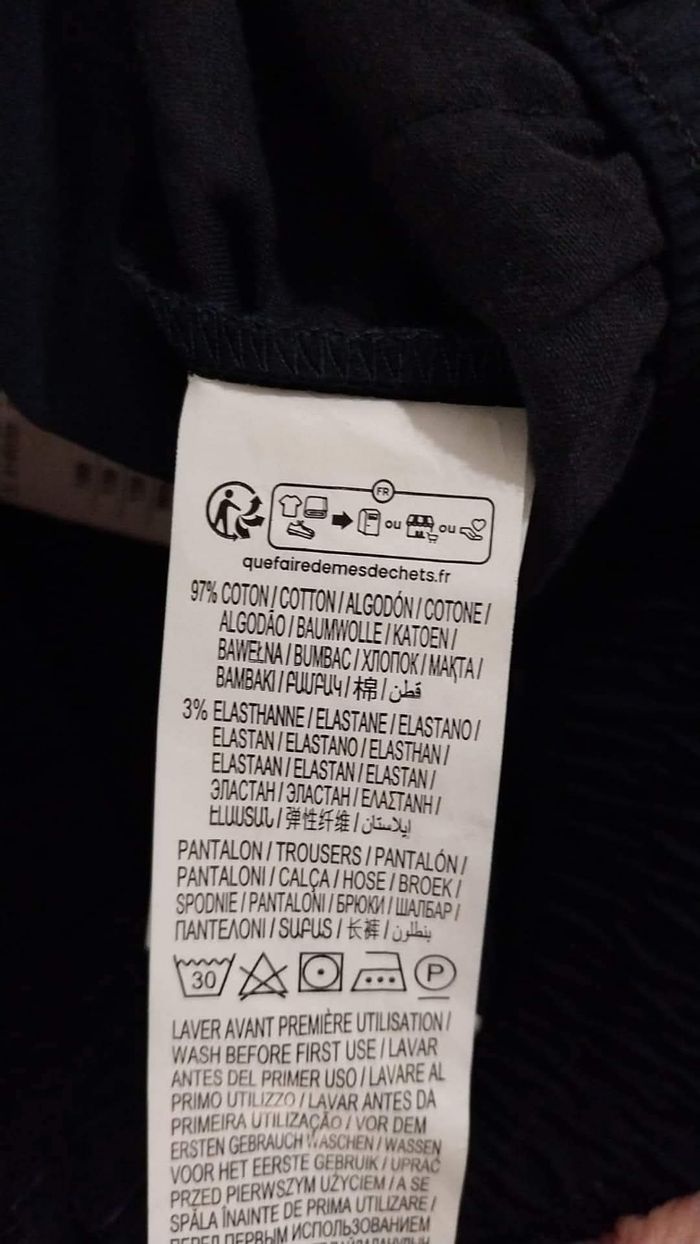 FR
ou ou
quefairedemesdechets.fr
97% COTON / COTTON / ALGODÓN / COTONE /
ALGODÃO / BAUMWOLLE / KATOEN /
BAWEŁNA / BUMBAC / ХЛОПОК / МАҚТА /
BAMBAKI / ԲԱՄԲԱԿ / 棉 / قطن
3% ELASTHANNE / ELASTANE / ELASTANO /
ELASTAN / ELASTANO / ELASTHAN /
ELASTAAN / ELASTAN / ELASTAN /
ЭЛАСТАН / ЭЛАСТАН / ΕΛΑΣΤΑΝΗ /
ԷԼԱՍՏԱՆ / 弹性纤维 / إيلاستان
PANTALON / TROUSERS / PANTALÓN /
PANTALONI / CALÇA / HOSE / BROEK /
SPODNIE / PANTALONI / БРЮКИ / ШАЛБАР /
ΠΑΝΤΕΛΟΝΙ / ՏԱԲԱՏ / 长裤 / بنطلون
30 P
LAVER AVANT PREMIÈRE UTILISATION /
WASH BEFORE FIRST USE / LAVAR
ANTES DEL PRIMER USO / LAVARE AL
PRIMO UTILIZZO / LAVAR ANTES DA
PRIMEIRA UTILIZAÇÃO / VOR DEM
ERSTEN GEBRAUCH WASCHEN / WASSEN
VOOR HET EERSTE GEBRUIK / UPRAĆ
PRZED PIERWSZYM UŻYCIEM / A SE
SPĂLA ÎNAINTE DE PRIMA UTILIZARE /
ПЕРЕД ПЕРВЫМ ИСПОЛЬЗОВАНИЕМ